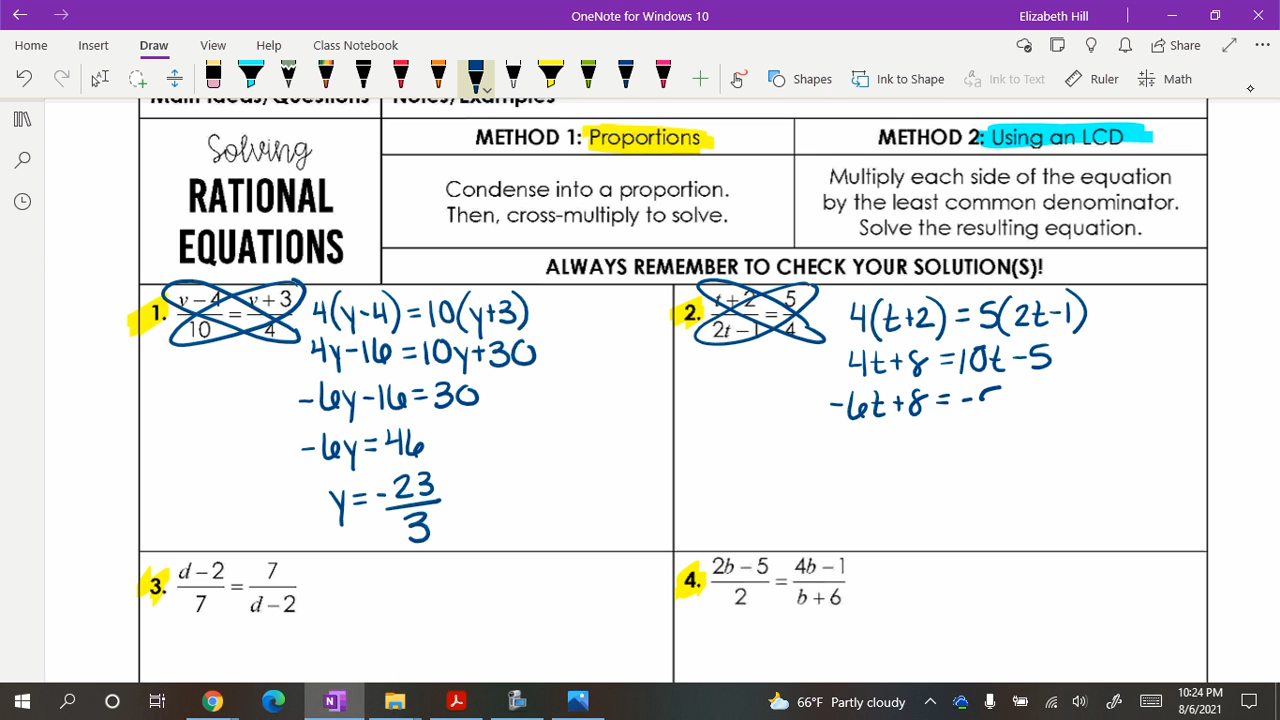 OneNote for Windows 10
Elizabeth Hill
Home Insert Draw View Help Class Notebook
Share
Shapes Ink to Shape Ink to Text Ruler Math
Math Ideas/Questions Notes/Examples
Solving
RATIONAL
EQUATIONS
METHOD 1: Proportions
Condense into a proportion.
Then, cross-multiply to solve.
METHOD 2: Using an LCD
Multiply each side of the equation
by the least common denominator.
Solve the resulting equation.
ALWAYS REMEMBER TO CHECK YOUR SOLUTION(S)!
1. (y – 4)/10 = (y + 3)/4
4(y-4) = 10(y+3)
4y-16 = 10y+30
-6y-16 = 30
-6y = 46
y = -23/3
2. (t + 2)/(2t – 1) = 5/4
4(t+2) = 5(2t-1)
4t+8 = 10t-5
-6t+8 = -
3. (d – 2)/7 = 7/(d – 2)
4. (2b – 5)/2 = (4b – 1)/(b + 6)
66°F Partly cloudy
10:24 PM
8/6/2021